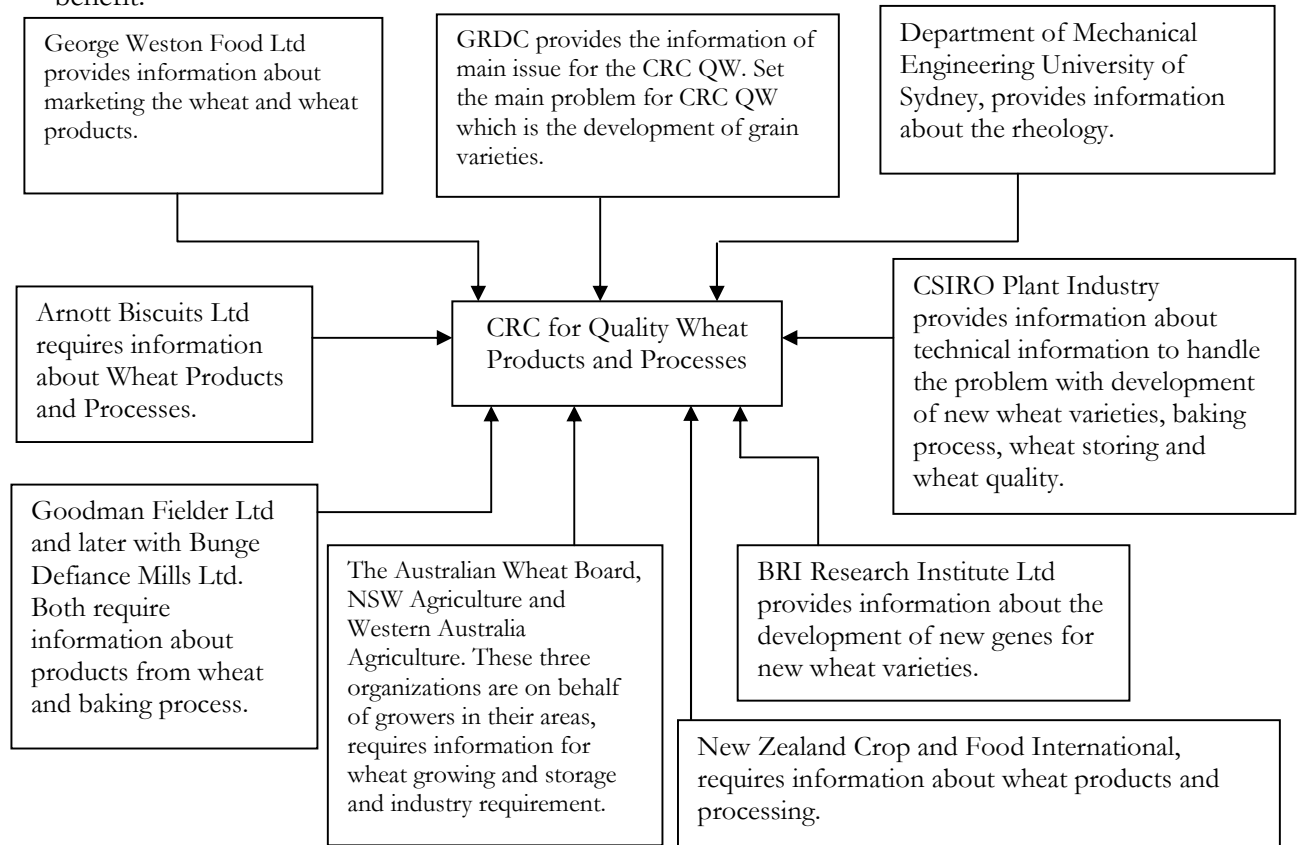 benefit.
George Weston Food Ltd
provides information about
marketing the wheat and wheat
products.
GRDC provides the information of
main issue for the CRC QW. Set
the main problem for CRC QW
which is the development of grain
varieties.
Department of Mechanical
Engineering University of
Sydney, provides information
about the rheology.
Arnott Biscuits Ltd
requires information
about Wheat Products
and Processes.
CRC for Quality Wheat
Products and Processes
CSIRO Plant Industry
provides information about
technical information to handle
the problem with development
of new wheat varieties, baking
process, wheat storing and
wheat quality.
Goodman Fielder Ltd
and later with Bunge
Defiance Mills Ltd.
Both require
information about
products from wheat
and baking process.
The Australian Wheat Board,
NSW Agriculture and
Western Australia
Agriculture. These three
organizations are on behalf
of growers in their areas,
requires information for
wheat growing and storage
and industry requirement.
BRI Research Institute Ltd
provides information about the
development of new genes for
new wheat varieties.
New Zealand Crop and Food International,
requires information about wheat products and
processing.